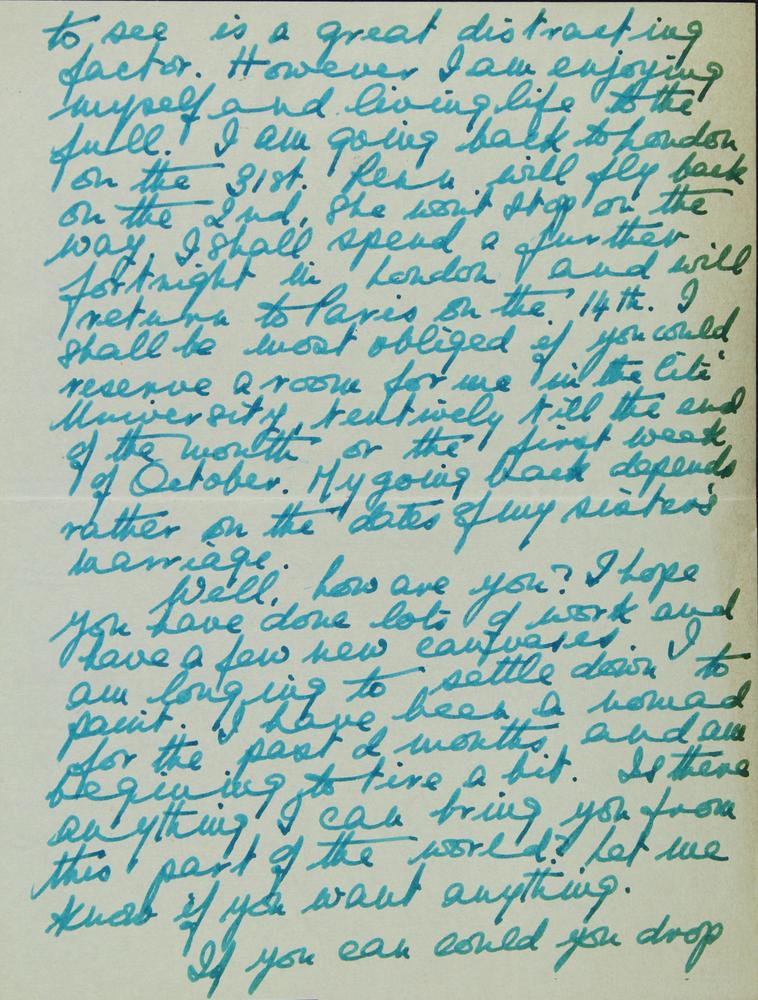 to see is a great distracting
factor. However I am enjoying
myself and living life to the
full. I am going back to London
on the 31st. Renu will fly back
on the 2nd, she wont stop on the
way, I shall spend a further
fortnight in London and will
return to Paris on the 14th. I
shall be most obliged if you could
reserve a room for me in the Cité
University, tentively till the end
of the month or the first week
of October. My going back depends
rather on the dates of my sister's
marriage.
Well, how are you? I hope
you have done lots of work and
have a few new canvases. I
am longing to settle down to
paint. I have been a nomad
for the past 2 months and am
begining to tire a bit. Is there
anything I can bring you from
this part of the world? Let me
know if you want anything.
If you can could you drop